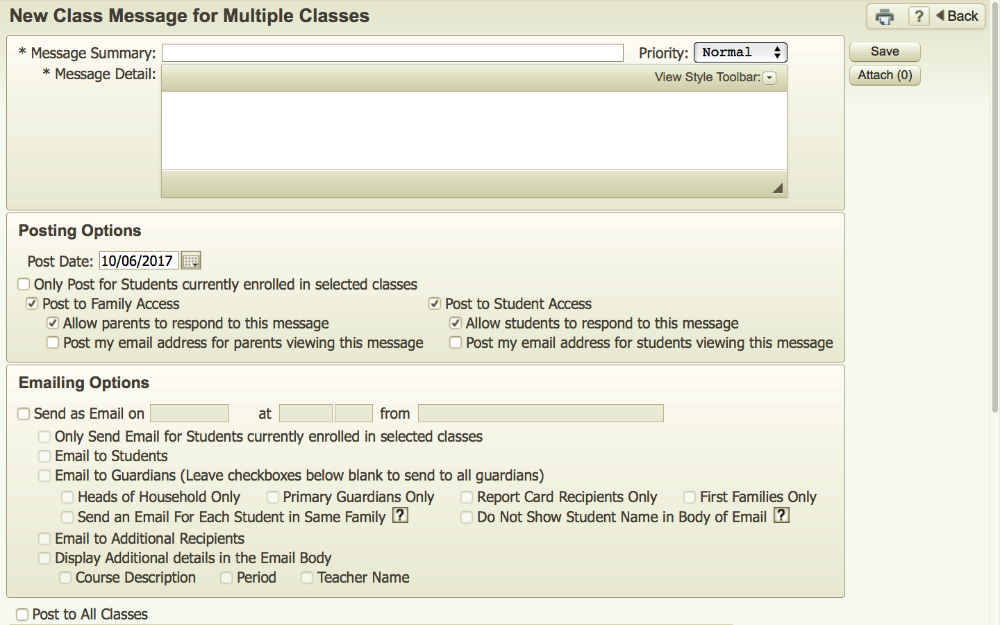 New Class Message for Multiple Classes
? Back
* Message Summary: Priority: Normal
Save
* Message Detail:
View Style Toolbar:
Attach (0)
Posting Options
Post Date: 10/06/2017
Only Post for Students currently enrolled in selected classes
Post to Family Access
Post to Student Access
Allow parents to respond to this message
Allow students to respond to this message
Post my email address for parents viewing this message
Post my email address for students viewing this message
Emailing Options
Send as Email on at from
Only Send Email for Students currently enrolled in selected classes
Email to Students
Email to Guardians (Leave checkboxes below blank to send to all guardians)
Heads of Household Only Primary Guardians Only Report Card Recipients Only First Families Only
Send an Email For Each Student in Same Family ? Do Not Show Student Name in Body of Email ?
Email to Additional Recipients
Display Additional details in the Email Body
Course Description Period Teacher Name
Post to All Classes